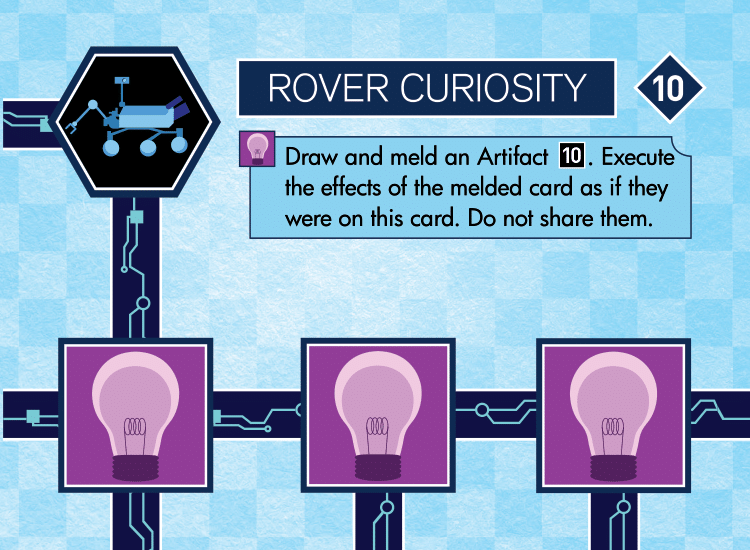 ROVER CURIOSITY
10
Draw and meld an Artifact 10. Execute
the effects of the melded card as if they
were on this card. Do not share them.